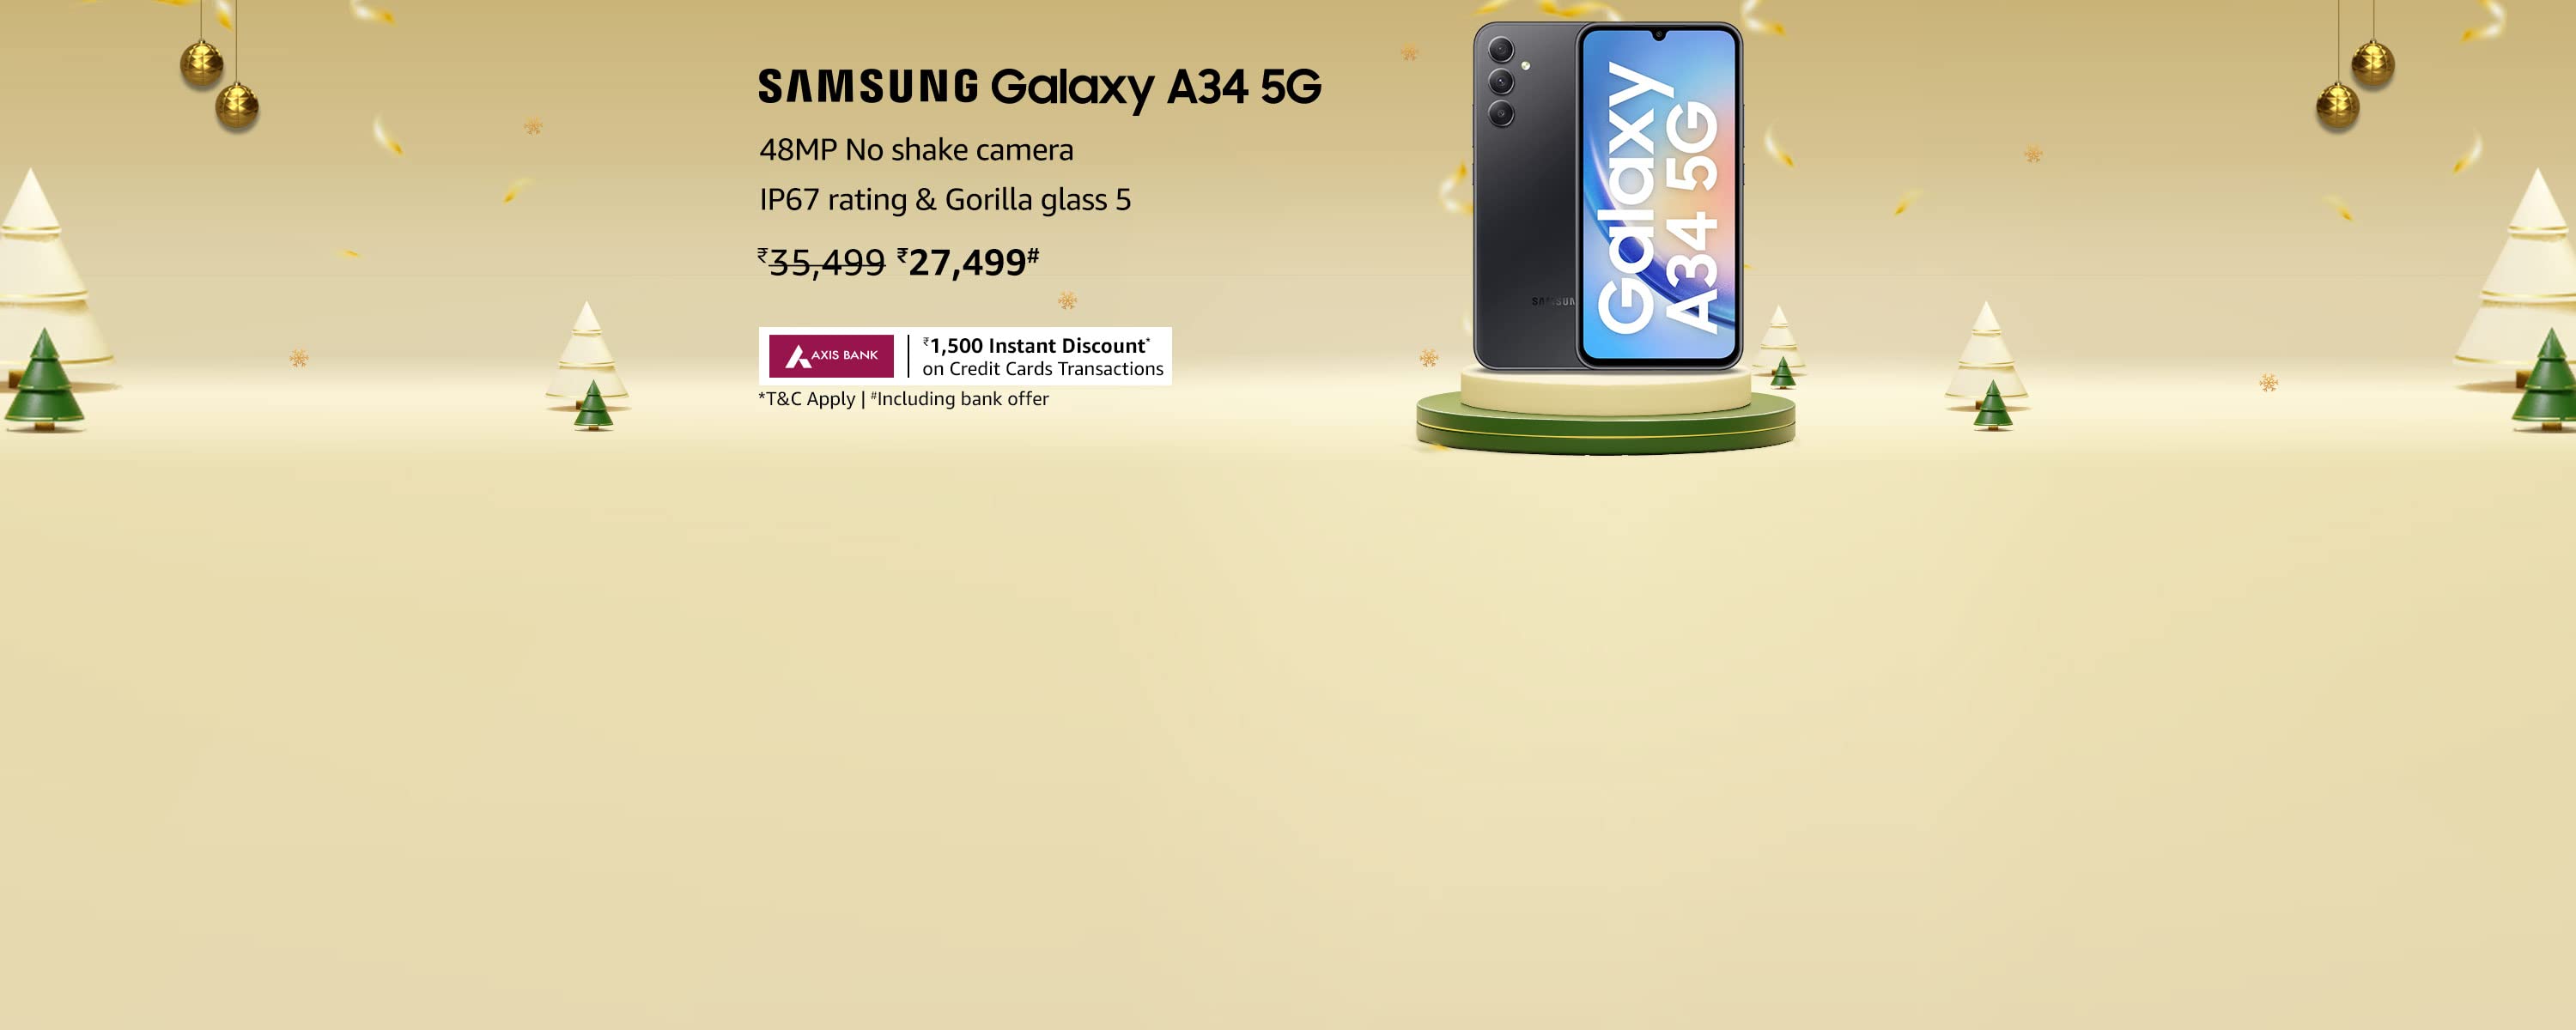 SAMSUNG Galaxy A34 5G
48MP No shake camera
IP67 rating & Gorilla glass 5
₹35,499 ₹27,499#
AXIS BANK
₹1,500 Instant Discount*
on Credit Cards Transactions
*T&C Apply | #Including bank offer
Galaxy
A34 5G